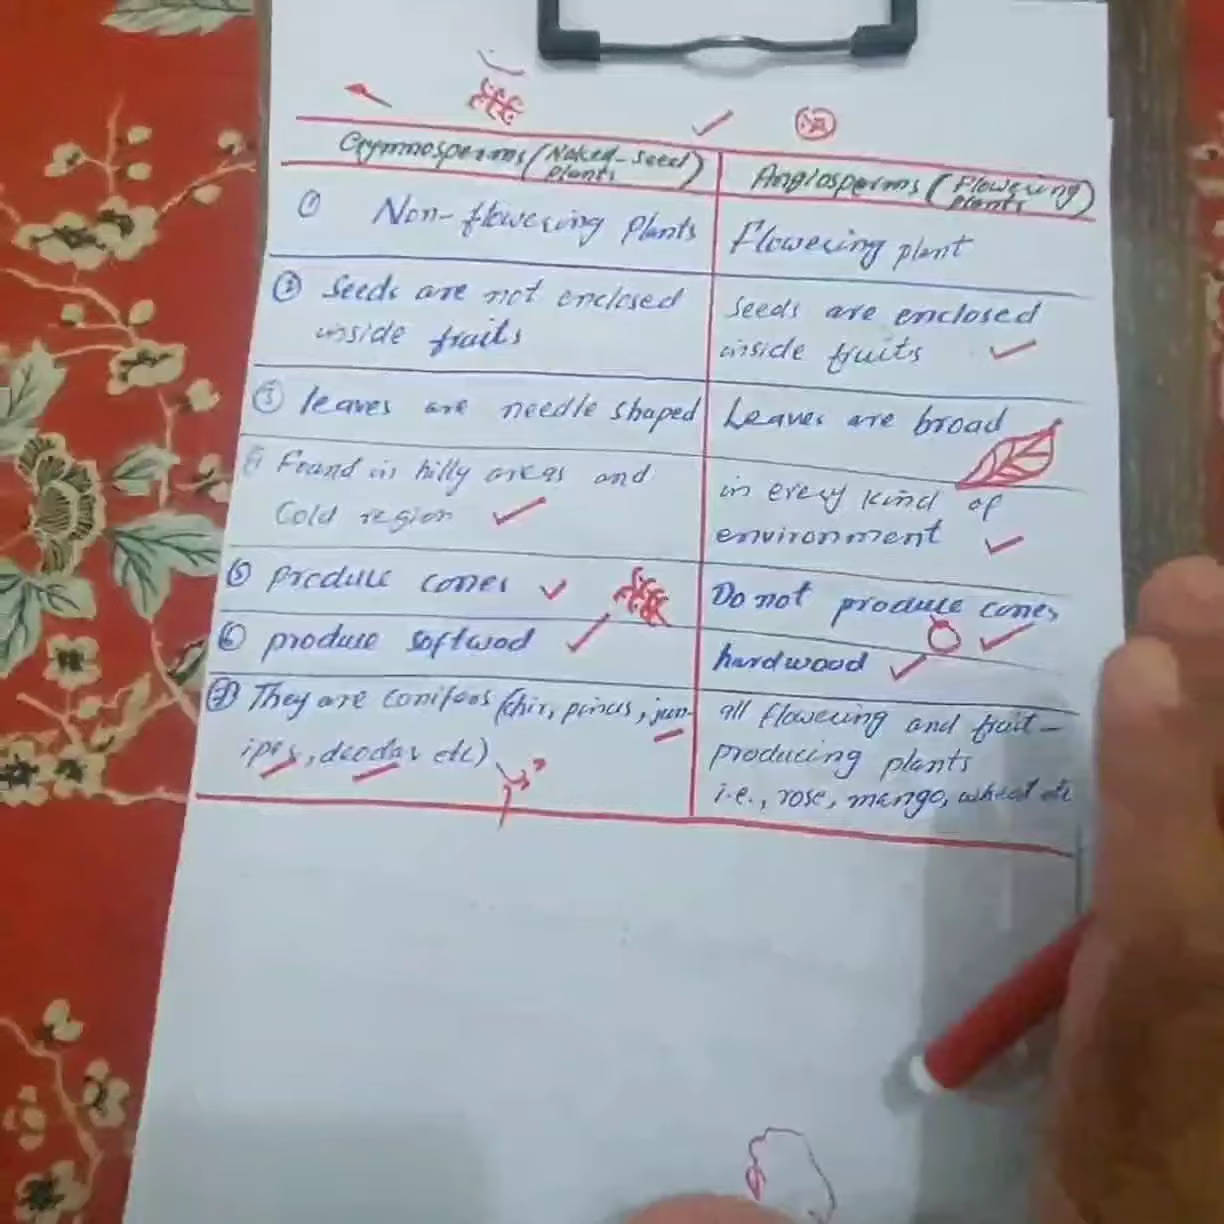 Gymnosperms (Naked-seed plants)
Angiosperms (Flowering plants)
① Non-flowering Plants
Flowering plant
② Seeds are not enclosed
inside fruits
Seeds are enclosed
inside fruits
③ leaves are needle shaped
Leaves are broad
④ Found in hilly areas and
Cold region
in every kind of
environment
⑤ produce cones
Do not produce cones
⑥ produce softwod
hardwood
⑦ They are conifers (chir, pinus, jun-
ipes, deodar etc)
all flowering and fruit-
producing plants
i.e., rose, mango, wheat etc